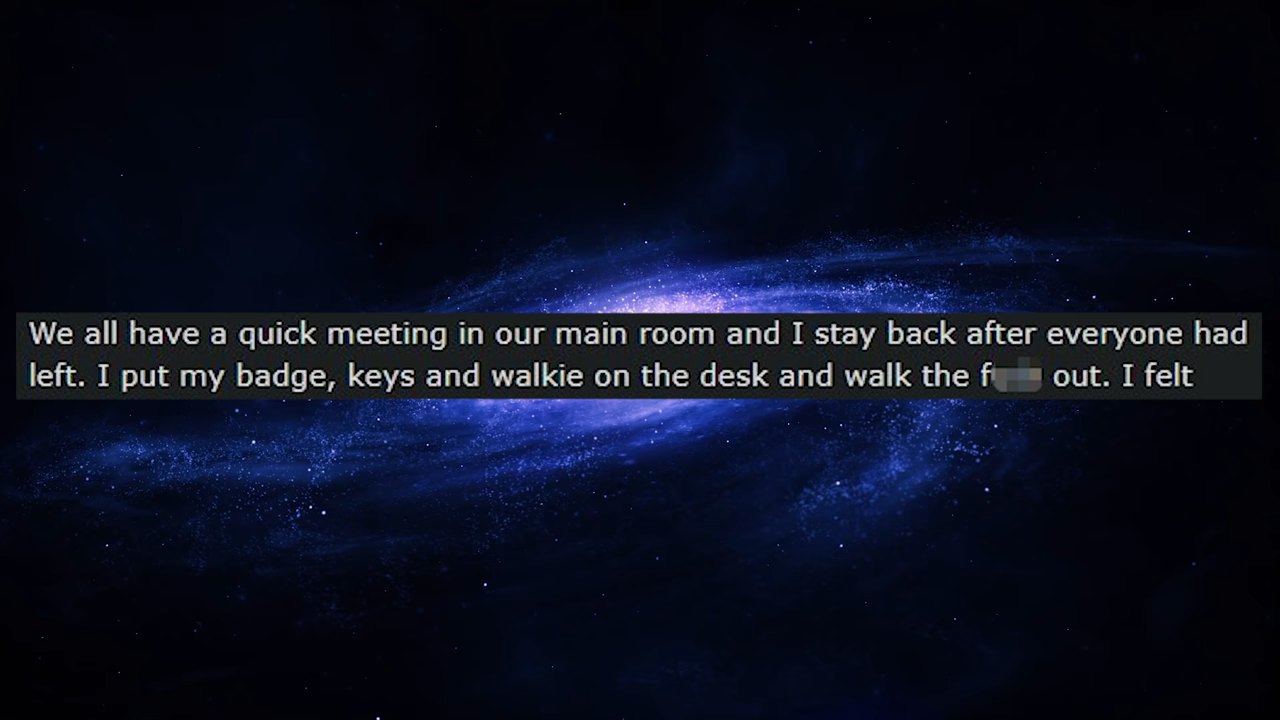 We all have a quick meeting in our main room and I stay back after everyone had
left. I put my badge, keys and walkie on the desk and walk the f out. I felt